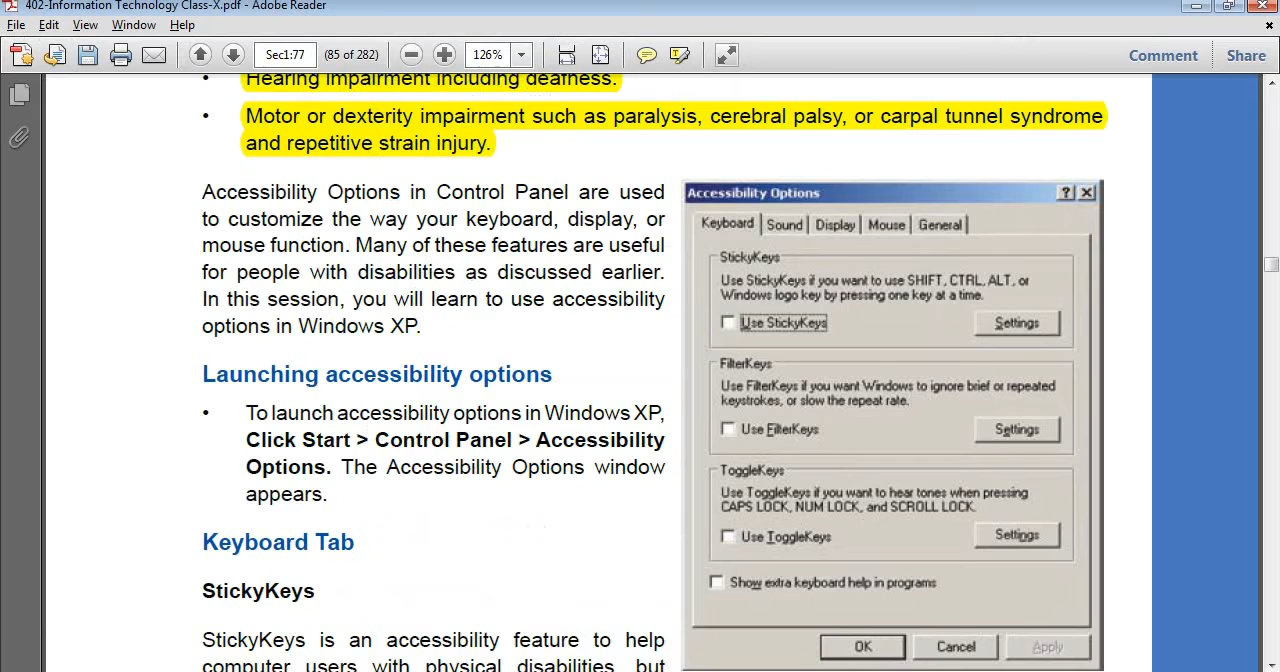 402-Information Technology Class-X.pdf - Adobe Reader
File Edit View Window Help
Sec1:77 (85 of 282) 126% Comment Share
• Hearing impairment including deafness.
• Motor or dexterity impairment such as paralysis, cerebral palsy, or carpal tunnel syndrome
and repetitive strain injury.
Accessibility Options in Control Panel are used
to customize the way your keyboard, display, or
mouse function. Many of these features are useful
for people with disabilities as discussed earlier.
In this session, you will learn to use accessibility
options in Windows XP.
Launching accessibility options
• To launch accessibility options in Windows XP,
Click Start > Control Panel > Accessibility
Options. The Accessibility Options window
appears.
Keyboard Tab
StickyKeys
StickyKeys is an accessibility feature to help
computer users with physical disabilities, but
Accessibility Options
Keyboard Sound Display Mouse General
StickyKeys
Use StickyKeys if you want to use SHIFT, CTRL, ALT, or
Windows logo key by pressing one key at a time.
Use StickyKeys Settings
FilterKeys
Use FilterKeys if you want Windows to ignore brief or repeated
keystrokes, or slow the repeat rate.
Use FilterKeys Settings
ToggleKeys
Use ToggleKeys if you want to hear tones when pressing
CAPS LOCK, NUM LOCK, and SCROLL LOCK.
Use ToggleKeys Settings
Show extra keyboard help in programs
OK Cancel Apply